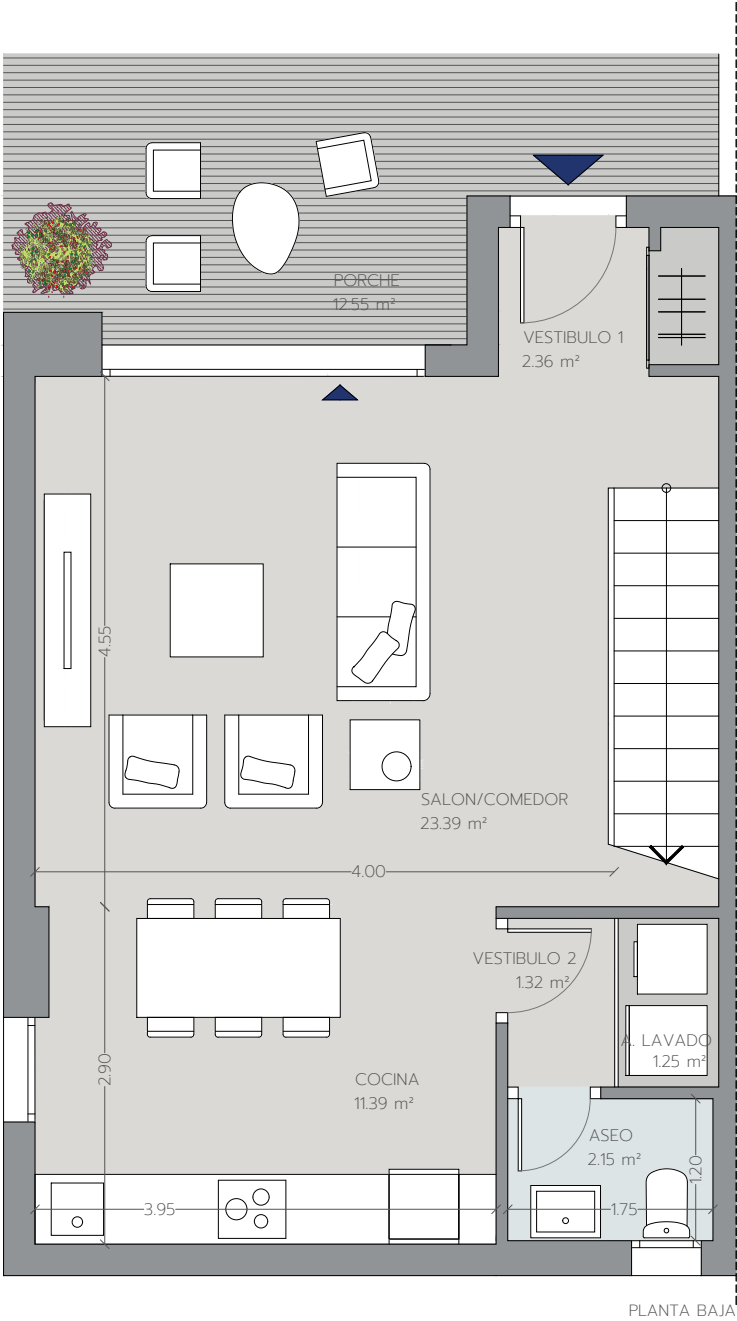 PORCHE
12.55 m²
VESTIBULO 1
2.36 m²
4.55
SALON/COMEDOR
23.39 m²
4.00
VESTIBULO 2
1.32 m²
A. LAVADO
1.25 m²
2.90
COCINA
11.39 m²
ASEO
2.15 m²
1.20
3.95
1.75
PLANTA BAJA